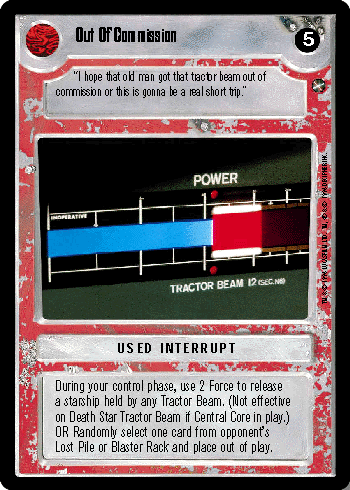 Out Of Commission
5
"I hope that old man got that tractor beam out of
commission or this is gonna be a real short trip."
POWER
INOPERATIVE
TRACTOR BEAM 12 (SEC. N6)
USED INTERRUPT
During your control phase, use 2 Force to release
a starship held by any Tractor Beam. (Not effective
on Death Star Tractor Beam if Central Core in play.)
OR Randomly select one card from opponent's
Lost Pile or Blaster Rack and place out of play.